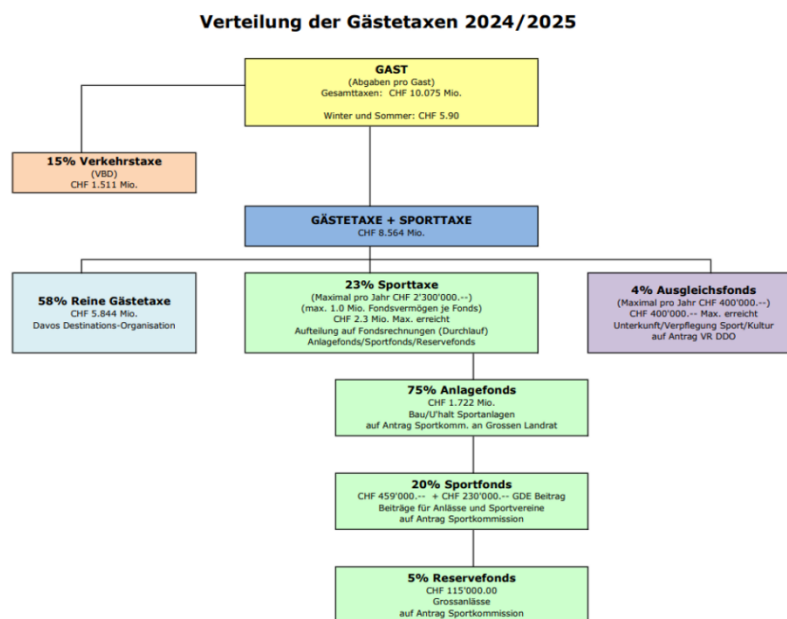 Verteilung der Gästetaxen 2024/2025
GAST
(Abgaben pro Gast)
Gesamttaxen: CHF 10.075 Mio.
Winter und Sommer: CHF 5.90
15% Verkehrstaxe
(VBD)
CHF 1.511 Mio.
GÄSTETAXE + SPORTTAXE
CHF 8.564 Mio.
58% Reine Gästetaxe
CHF 5.844 Mio.
Davos Destinations-Organisation
23% Sporttaxe
(Maximal pro Jahr CHF 2'300'000.--)
(max. 1.0 Mio. Fondsvermögen je Fonds)
CHF 2.3 Mio. Max. erreicht
Aufteilung auf Fondsrechnungen (Durchlauf)
Anlagefonds/Sportfonds/Reservefonds
4% Ausgleichsfonds
(Maximal pro Jahr CHF 400'000.--)
CHF 400'000.-- Max. erreicht
Unterkunft/Verpflegung Sport/Kultur
auf Antrag VR DDO
75% Anlagefonds
CHF 1.722 Mio.
Bau/U'halt Sportanlagen
auf Antrag Sportkomm. an Grossen Landrat
20% Sportfonds
CHF 459'000.-- + CHF 230'000.-- GDE Beitrag
Beiträge für Anlässe und Sportvereine
auf Antrag Sportkommission
5% Reservefonds
CHF 115'000.00
Grossanlässe
auf Antrag Sportkommission